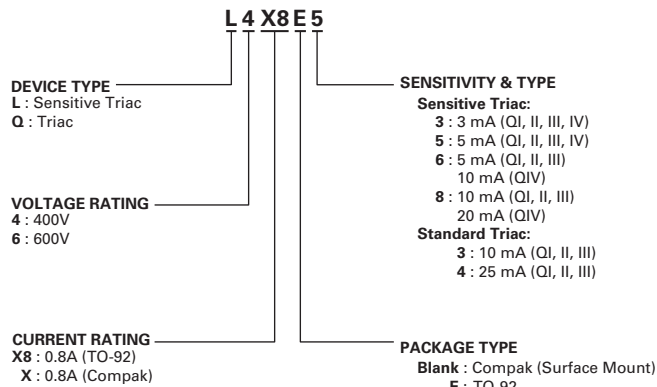 L 4 X8 E 5
DEVICE TYPE
L : Sensitive Triac
Q : Triac
VOLTAGE RATING
4 : 400V
6 : 600V
CURRENT RATING
X8 : 0.8A (TO-92)
X : 0.8A (Compak)
SENSITIVITY & TYPE
Sensitive Triac:
3 : 3 mA (QI, II, III, IV)
5 : 5 mA (QI, II, III, IV)
6 : 5 mA (QI, II, III)
10 mA (QIV)
8 : 10 mA (QI, II, III)
20 mA (QIV)
Standard Triac:
3 : 10 mA (QI, II, III)
4 : 25 mA (QI, II, III)
PACKAGE TYPE
Blank : Compak (Surface Mount)
E : TO-92